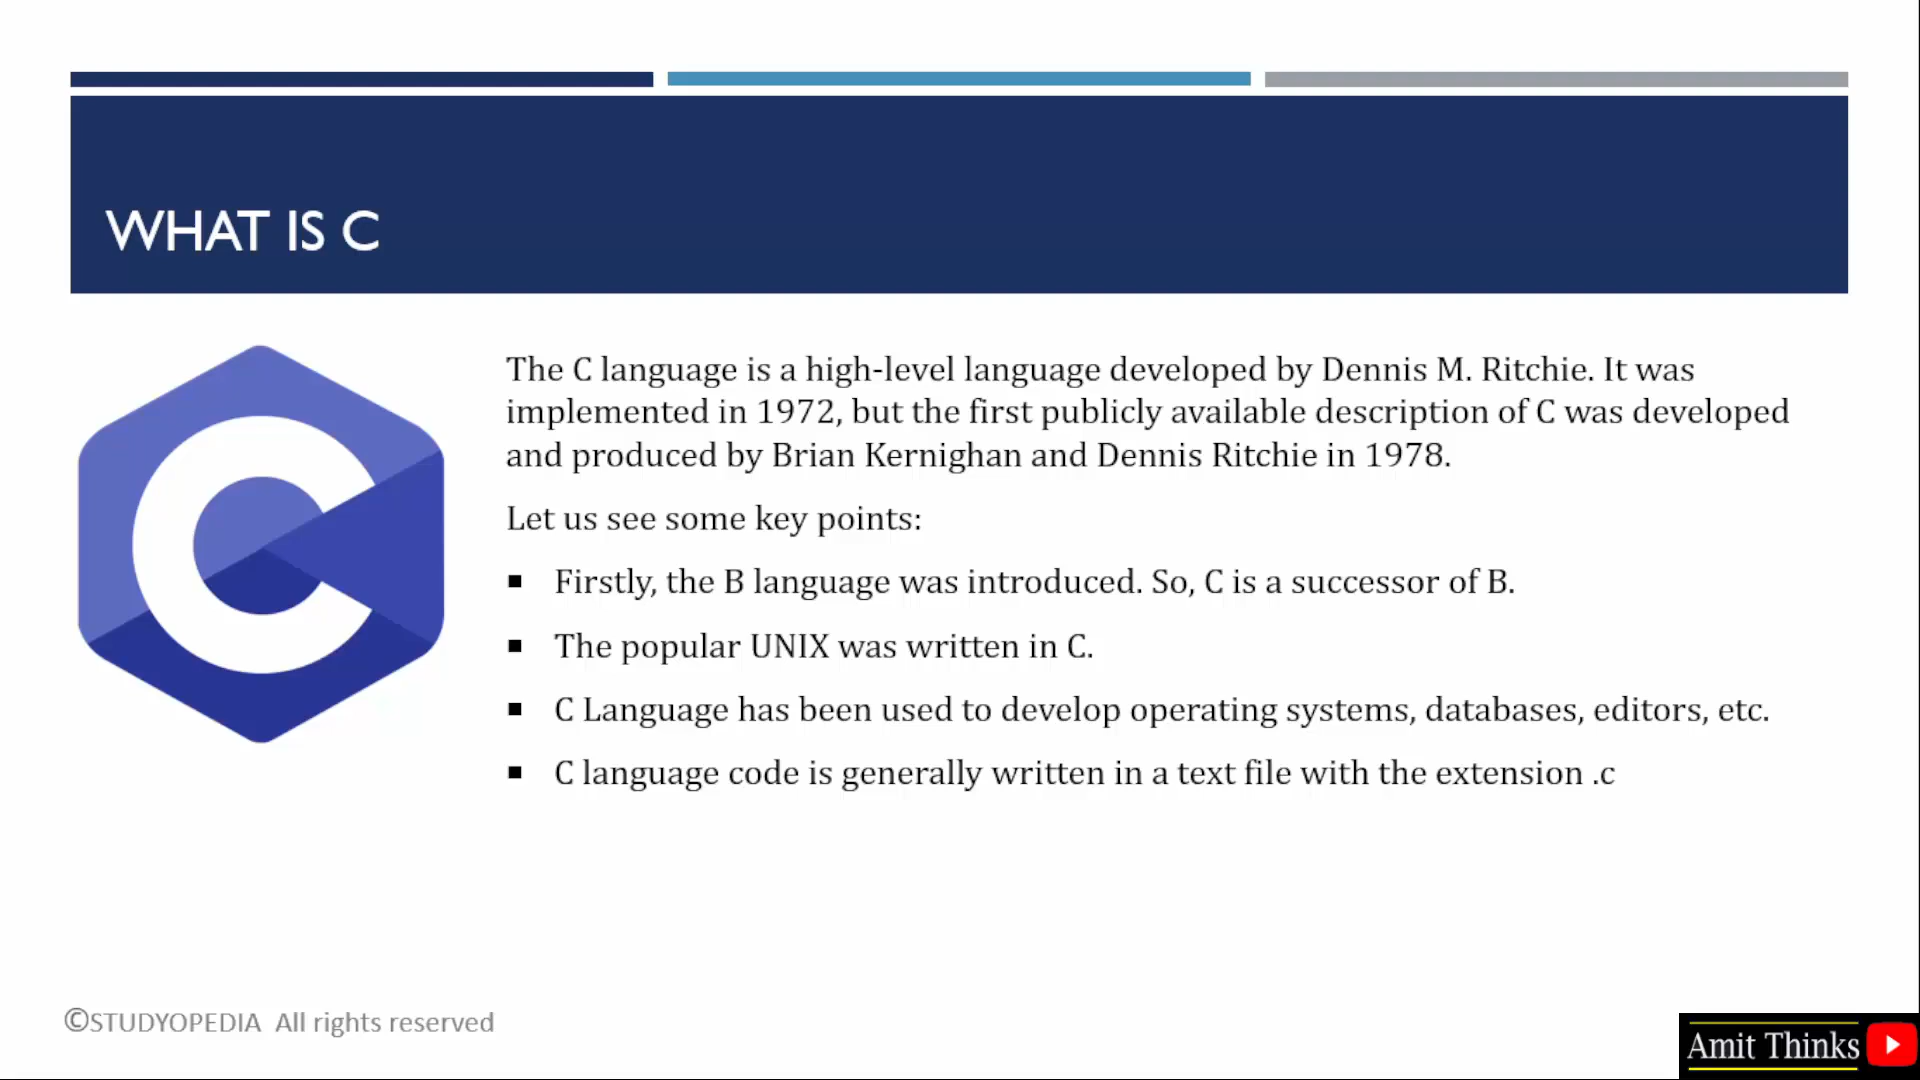 WHAT IS C
The C language is a high-level language developed by Dennis M. Ritchie. It was
implemented in 1972, but the first publicly available description of C was developed
and produced by Brian Kernighan and Dennis Ritchie in 1978.
Let us see some key points:
▪ Firstly, the B language was introduced. So, C is a successor of B.
▪ The popular UNIX was written in C.
▪ C Language has been used to develop operating systems, databases, editors, etc.
▪ C language code is generally written in a text file with the extension .c
©STUDYOPEDIA All rights reserved
Amit Thinks